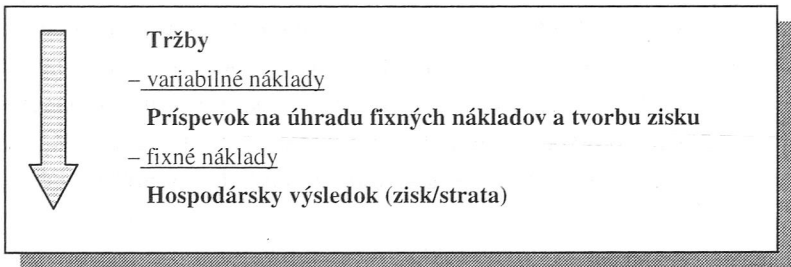 Tržby
– variabilné náklady
Príspevok na úhradu fixných nákladov a tvorbu zisku
– fixné náklady
Hospodársky výsledok (zisk/strata)